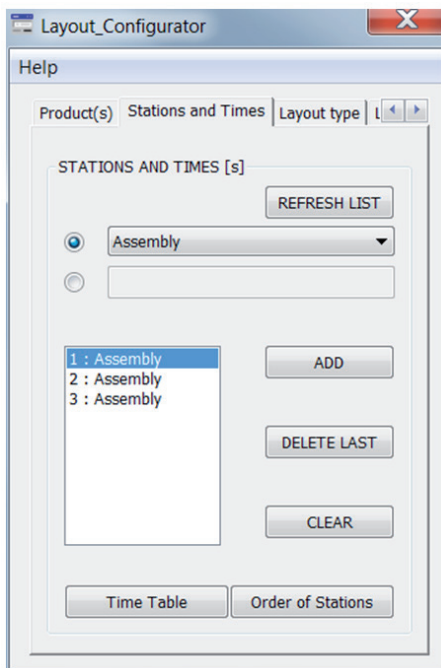 Layout_Configurator
Help
Product(s) Stations and Times Layout type L
STATIONS AND TIMES [s]
REFRESH LIST
Assembly
1 : Assembly
2 : Assembly
3 : Assembly
ADD
DELETE LAST
CLEAR
Time Table Order of Stations